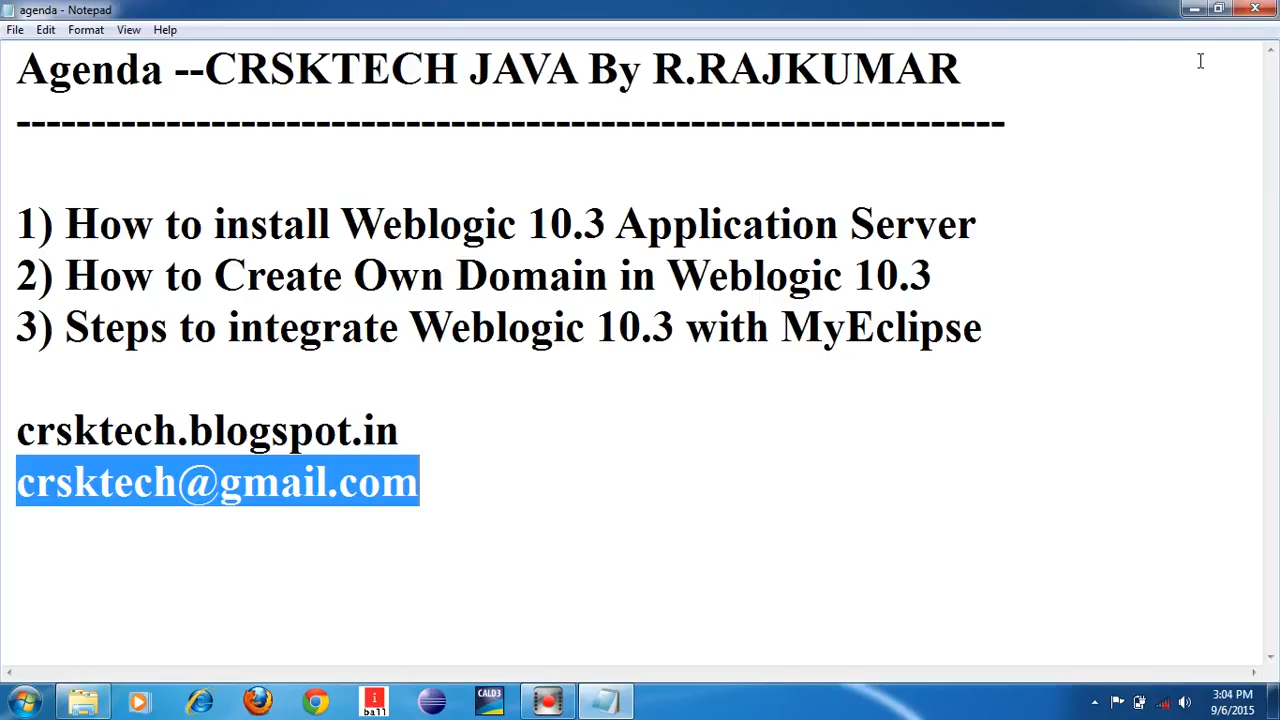 agenda - Notepad
File Edit Format View Help
Agenda --CRSKTECH JAVA By R.RAJKUMAR
------------------------------------------------------------------
1) How to install Weblogic 10.3 Application Server
2) How to Create Own Domain in Weblogic 10.3
3) Steps to integrate Weblogic 10.3 with MyEclipse
crsktech.blogspot.in
crsktech@gmail.com
i ball
CALD3
3:04 PM
9/6/2015